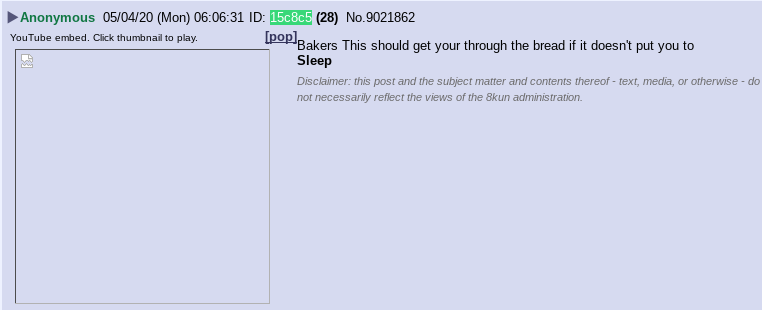 Anonymous 05/04/20 (Mon) 06:06:31 ID: 15c8c5 (28) No.9021862
YouTube embed. Click thumbnail to play.
[pop]
Bakers This should get your through the bread if it doesn't put you to
Sleep
Disclaimer: this post and the subject matter and contents thereof - text, media, or otherwise - do
not necessarily reflect the views of the 8kun administration.